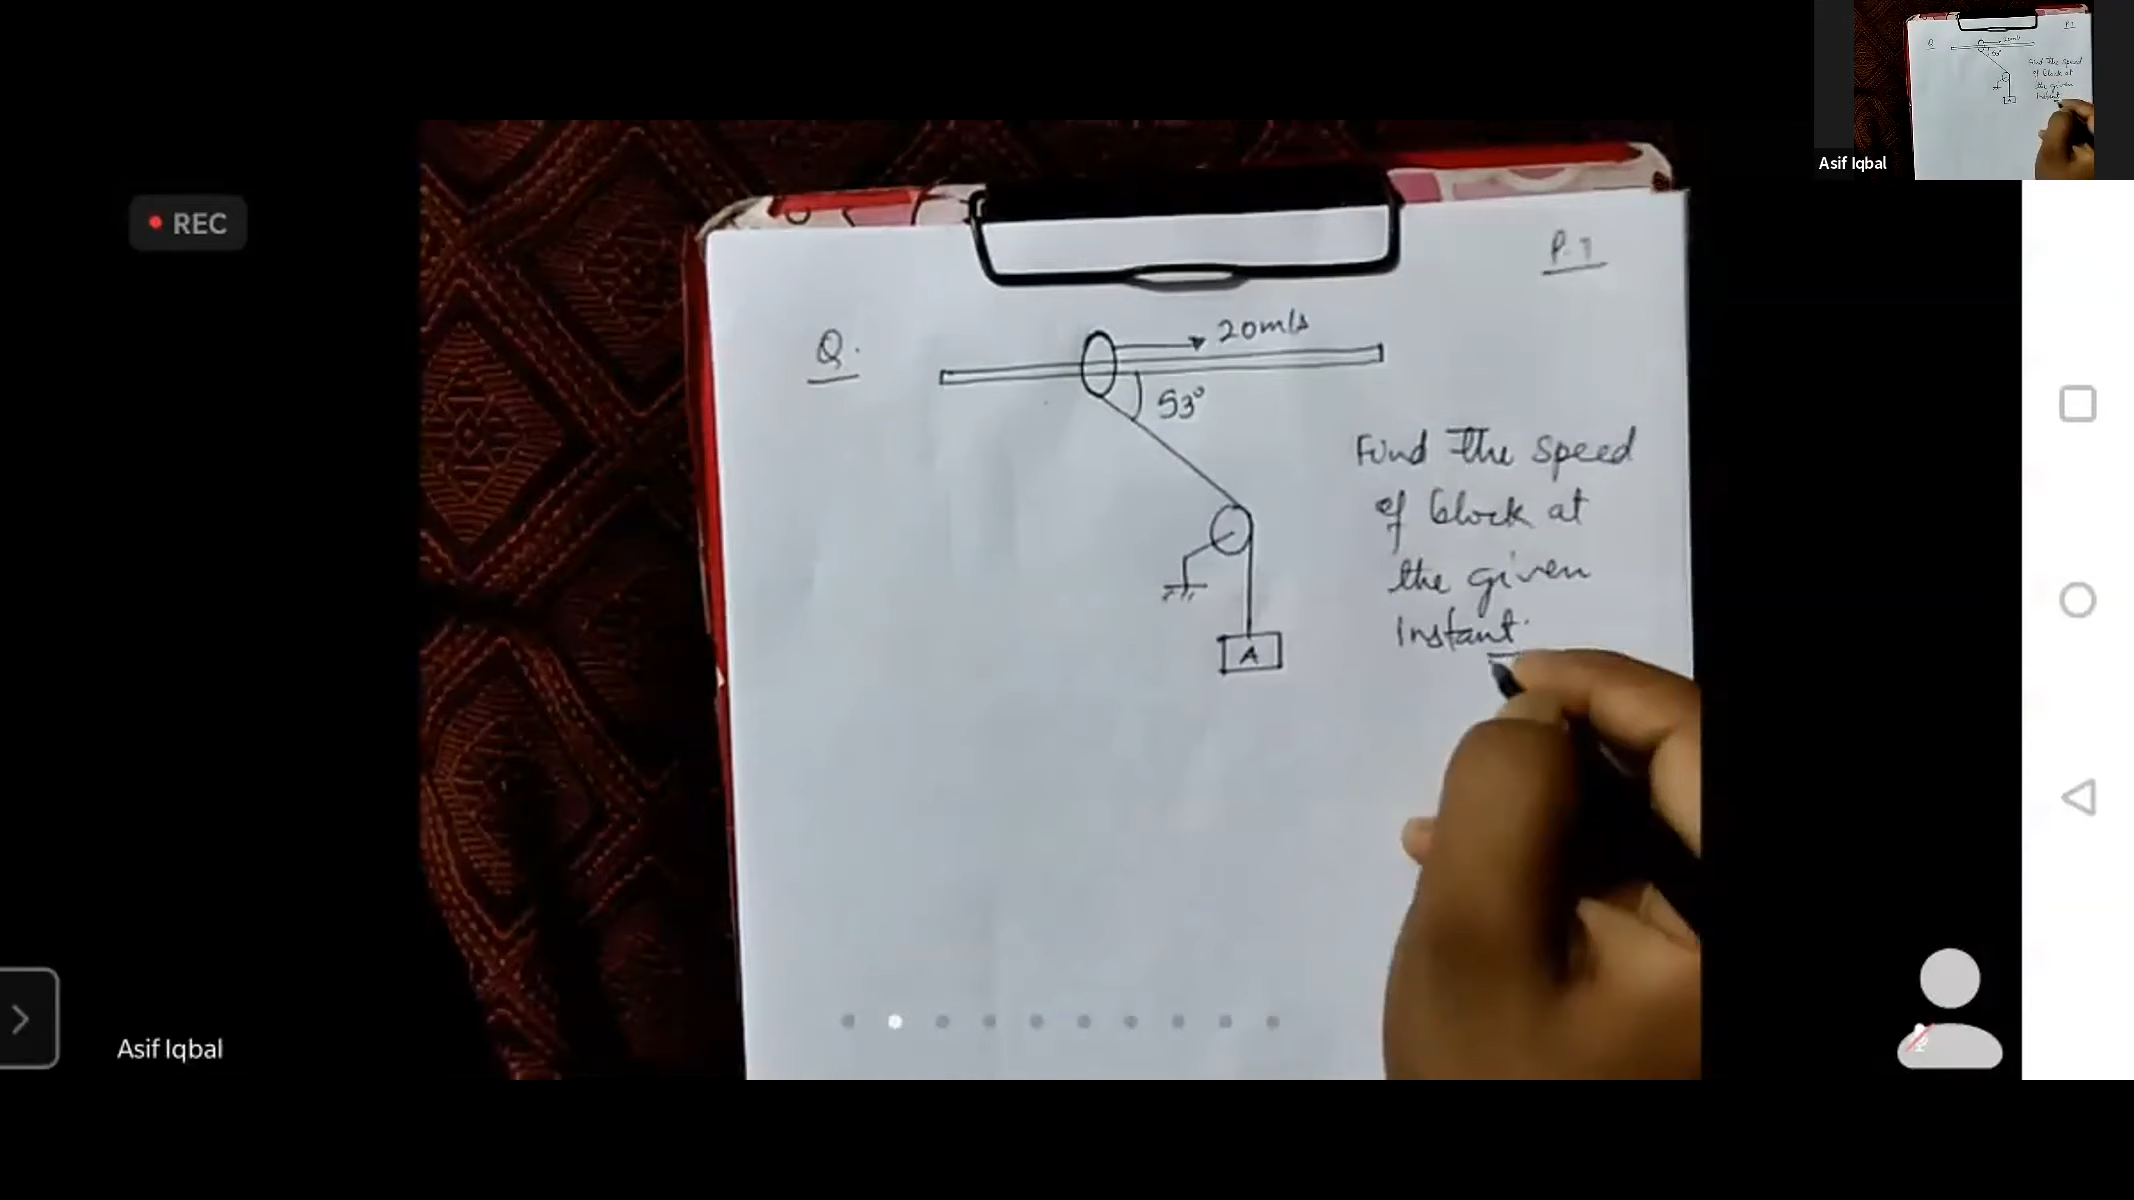 REC
P.1
Q.
20m/s
53°
Find The speed
of block at
the given
instant.
A
Asif Iqbal
Asif Iqbal